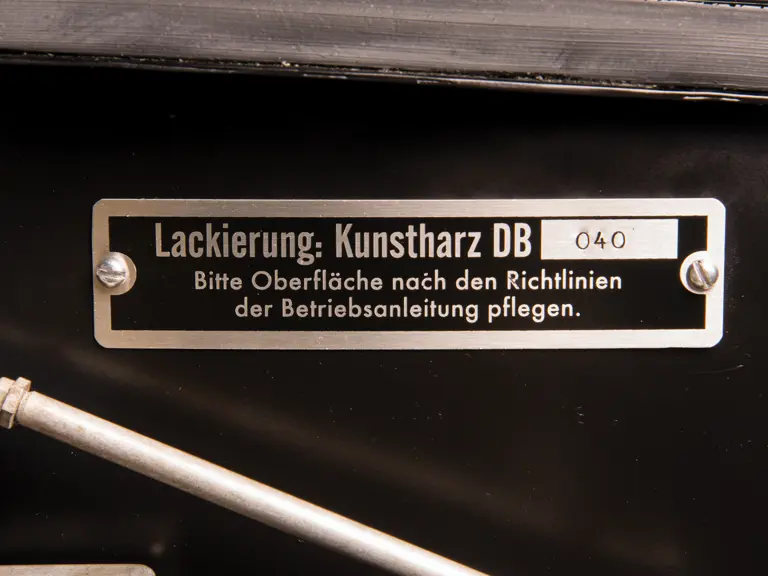 Lackierung: Kunstharz DB 040
Bitte Oberfläche nach den Richtlinien
der Betriebsanleitung pflegen.